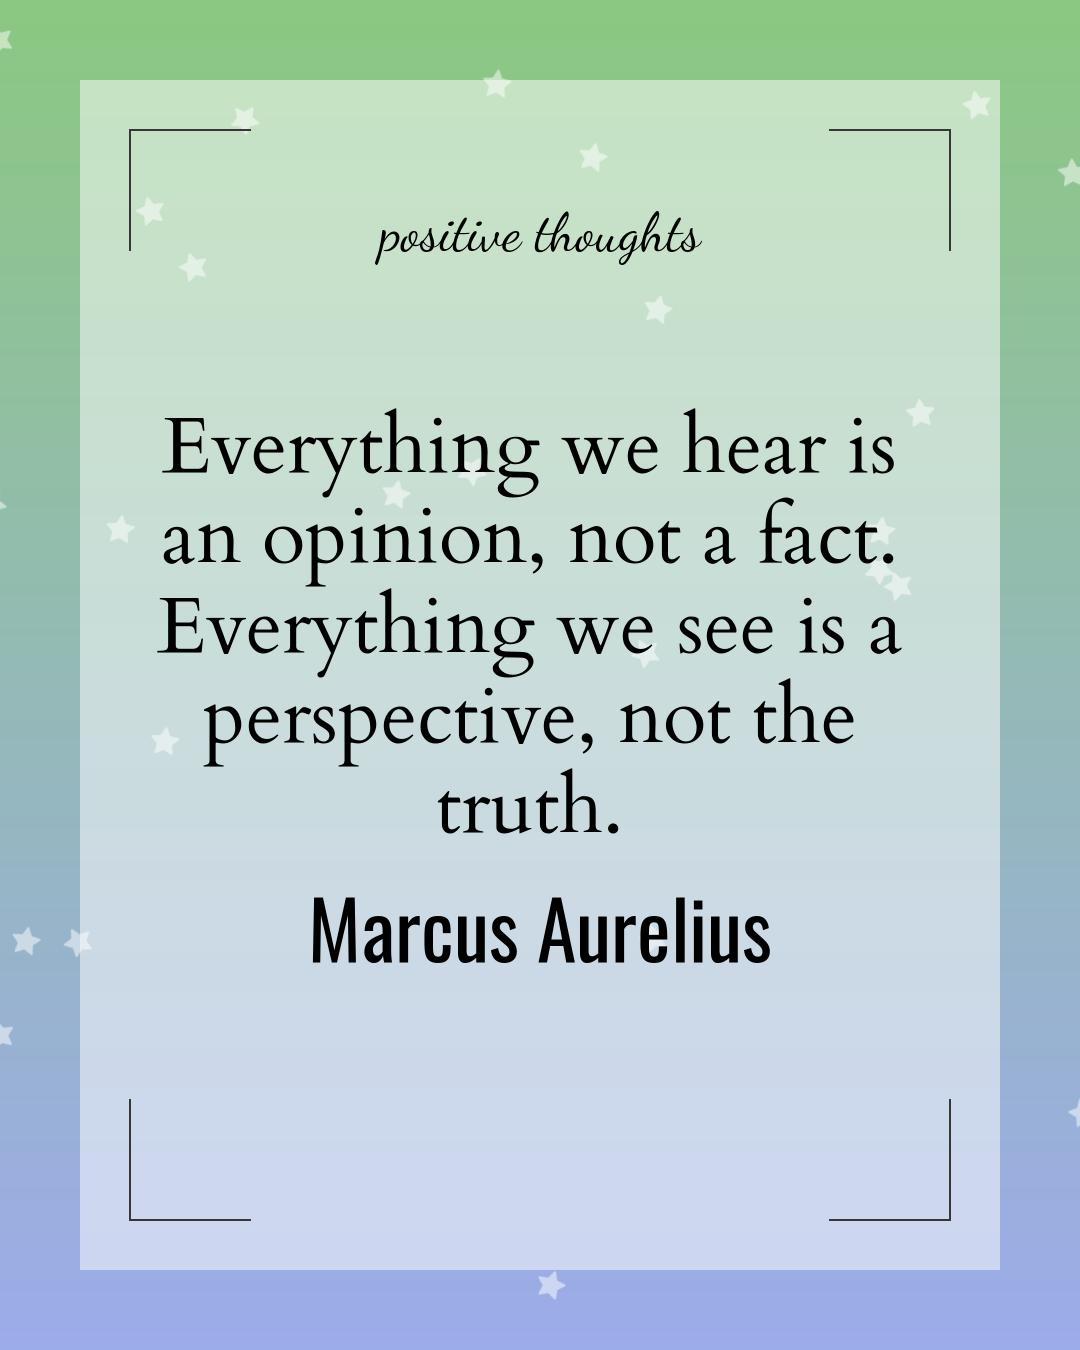 positive thoughts
Everything we hear is
an opinion, not a fact.
Everything we see is a
perspective, not the
truth.
Marcus Aurelius